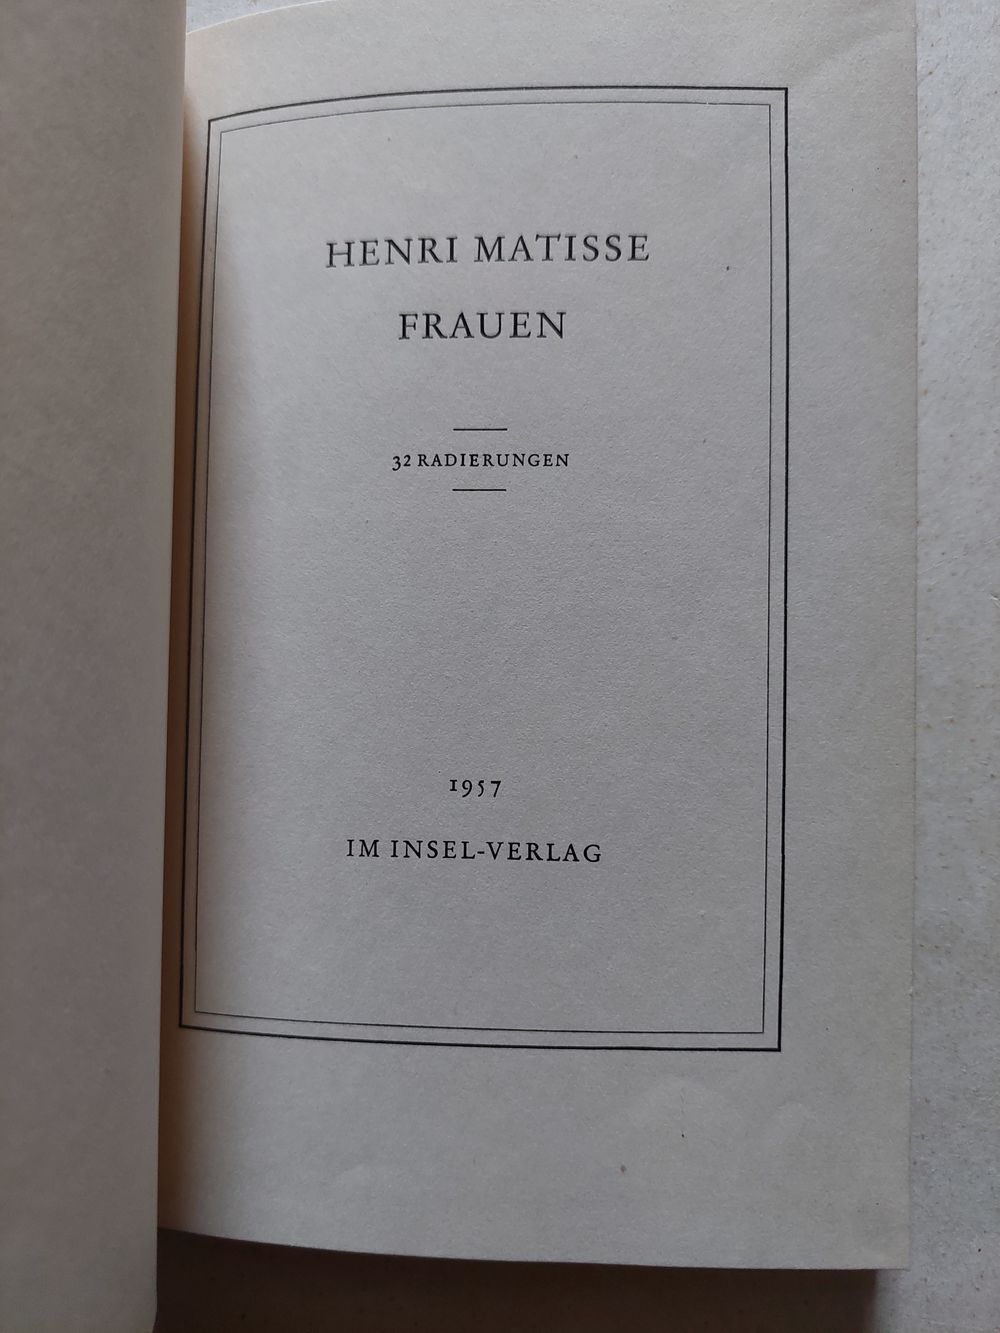 HENRI MATISSE
FRAUEN
32 RADIERUNGEN
1957
IM INSEL-VERLAG